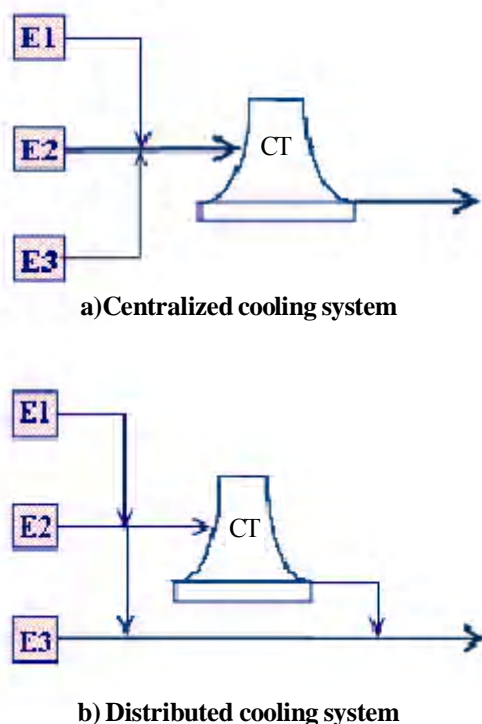 E1
E2
CT
E3
a)Centralized cooling system
E1
E2
CT
E3
b) Distributed cooling system